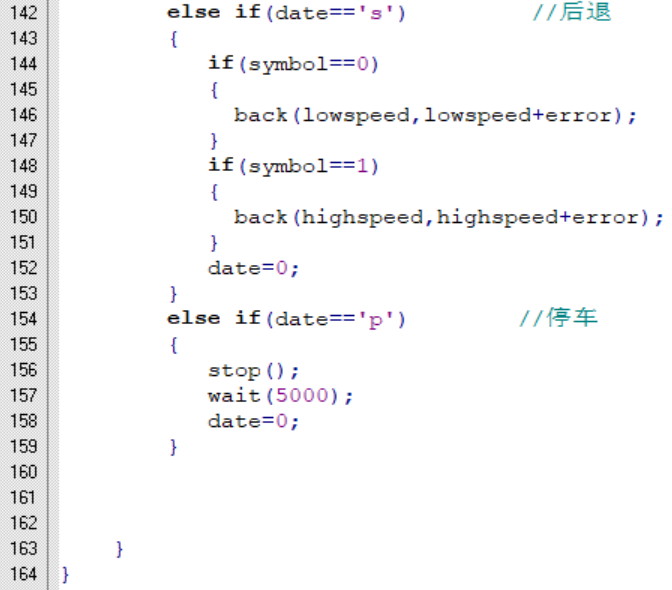 142 else if(date=='s') //后退
143 {
144 if(symbol==0)
145 {
146 back(lowspeed,lowspeed+error);
147 }
148 if(symbol==1)
149 {
150 back(highspeed,highspeed+error);
151 }
152 date=0;
153 }
154 else if(date=='p') //停车
155 {
156 stop();
157 wait(5000);
158 date=0;
159 }
160
161
162
163 }
164 }